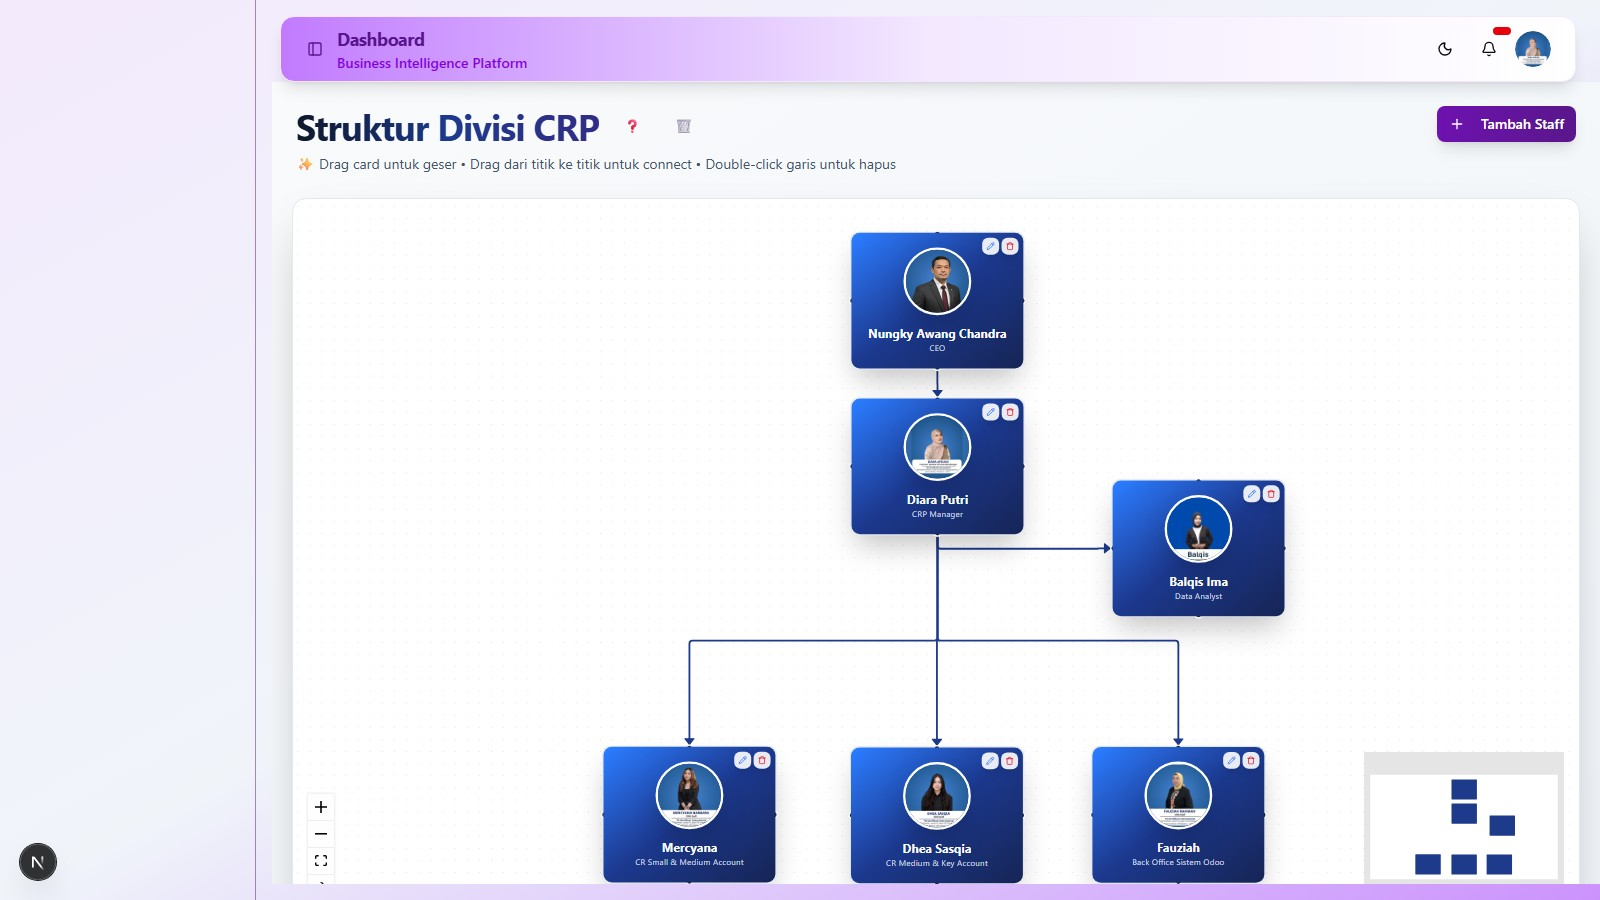 Dashboard
Business Intelligence Platform
Struktur Divisi CRP
Tambah Staff
Drag card untuk geser • Drag dari titik ke titik untuk connect • Double-click garis untuk hapus
Nungky Awang Chandra
CEO
Diara Putri
CRP Manager
Balqis
Balqis Ima
Data Analyst
Mercyana
CR Small & Medium Account
Dhea Sasqia
CR Medium & Key Account
Fauziah
Back Office Sistem Odoo
N